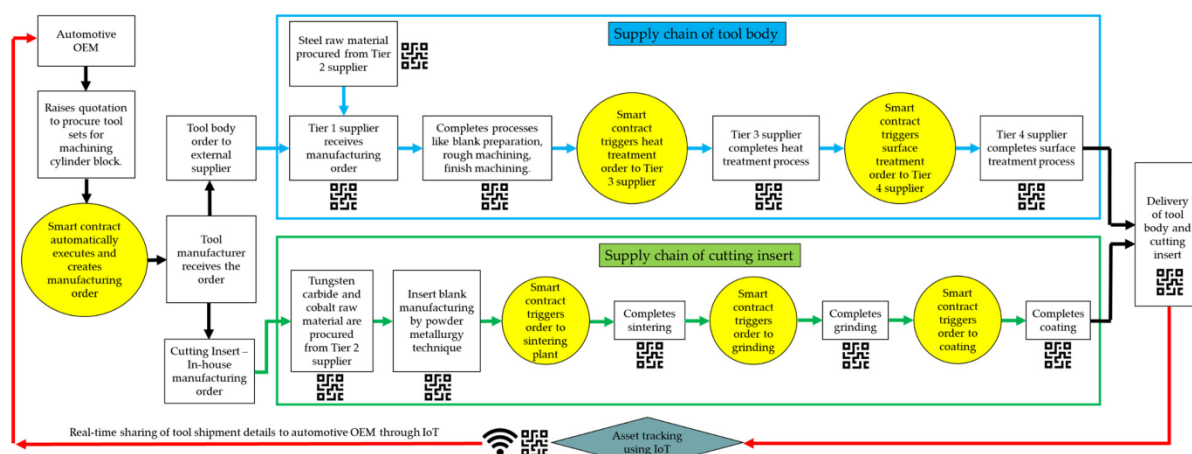 Automotive
OEM
Raises quotation
to procure tool
sets for
machining
cylinder block.
Smart contract
automatically
executes and
creates
manufacturing
order
Tool body
order to
external
supplier
Tool
manufacturer
receives the
order
Cutting Insert –
In-house
manufacturing
order
Supply chain of tool body
Steel raw material
procured from Tier
2 supplier
Tier 1 supplier
receives
manufacturing
order
Completes processes
like blank preparation,
rough machining,
finish machining.
Smart
contract
triggers heat
treatment
order to Tier
3 supplier
Tier 3 supplier
completes heat
treatment process
Smart
contract
triggers
surface
treatment
order to Tier
4 supplier
Tier 4 supplier
completes surface
treatment process
Supply chain of cutting insert
Tungsten
carbide and
cobalt raw
material are
procured
from Tier 2
supplier
Insert blank
manufacturing
by powder
metallurgy
technique
Smart
contract
triggers
order to
sintering
plant
Completes
sintering
Smart
contract
triggers
order to
grinding
Completes
grinding
Smart
contract
triggers
order to
coating
Completes
coating
Delivery of
tool body
and
cutting
insert
Real-time sharing of tool shipment details to automotive OEM through IoT
Asset tracking
using IoT